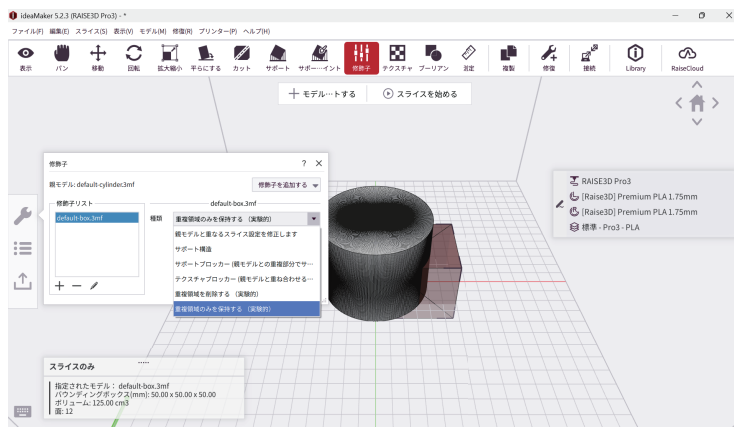 ideaMaker 5.2.3 (RAISE3D Pro3) - *
ファイル(F) 編集(E) スライス(S) 表示(V) モデル(M) 修復(R) プリンター(P) ヘルプ(H)
表示 パン 移動 回転 拡大縮小 平らにする カット サポート サポー…イント 修飾子 テクスチャ ブーリアン 測定 複製 修復 接続 Library RaiseCloud
モデル…トする スライスを始める
修飾子
親モデル: default-cylinder.3mf 修飾子を追加する
修飾子リスト
default-box.3mf
default-box.3mf
種類 重複領域のみを保持する （実験的）
親モデルと重なるスライス設定を修正します
サポート構造
サポートブロッカー (親モデルとの重複部分でサ…
テクスチャブロッカー (親モデルと重ね合わせる…
重複領域を削除する （実験的）
重複領域のみを保持する （実験的）
RAISE3D Pro3
[Raise3D] Premium PLA 1.75mm
[Raise3D] Premium PLA 1.75mm
標準 - Pro3 - PLA
スライスのみ
指定されたモデル： default-box.3mf
バウンディングボックス(mm): 50.00 x 50.00 x 50.00
ボリューム: 125.00 cm3
面: 12